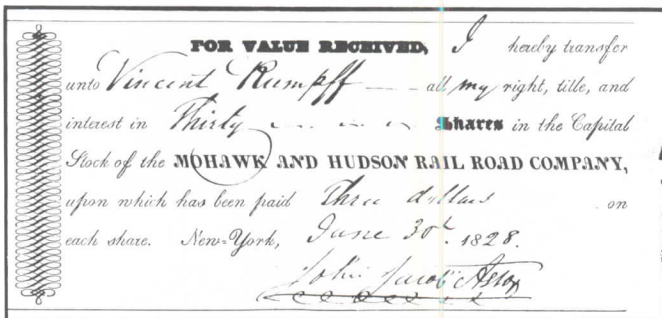 FOR VALUE RECEIVED, I hereby transfer
unto Vincent Rumpff all my right, title, and
interest in Thirty Shares in the Capital
Stock of the MOHAWK AND HUDSON RAIL ROAD COMPANY,
upon which has been paid Three dollars on
each share. New-York, June 30th 1828.
John Jacob Astor